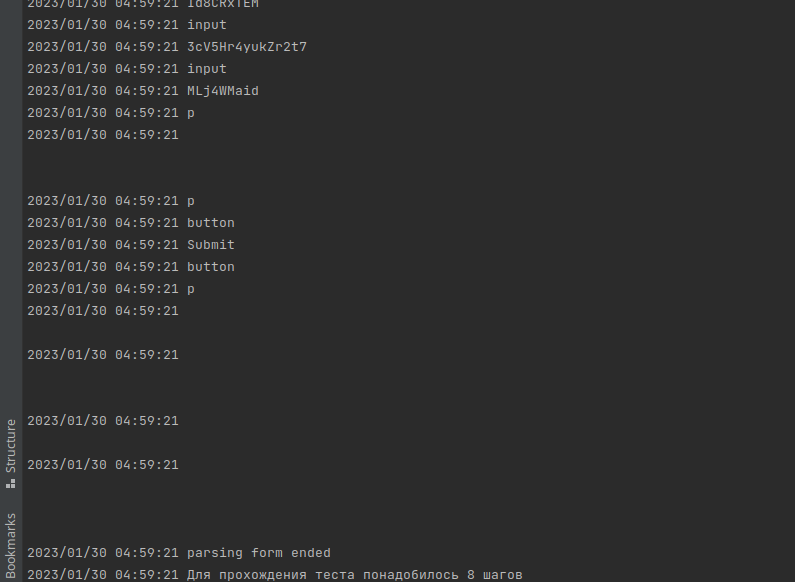 2023/01/30 04:59:21 Id8CRxTEM
2023/01/30 04:59:21 input
2023/01/30 04:59:21 3cV5Hr4yukZr2t7
2023/01/30 04:59:21 input
2023/01/30 04:59:21 MLj4WMaid
2023/01/30 04:59:21 p
2023/01/30 04:59:21
2023/01/30 04:59:21 p
2023/01/30 04:59:21 button
2023/01/30 04:59:21 Submit
2023/01/30 04:59:21 button
2023/01/30 04:59:21 p
2023/01/30 04:59:21
2023/01/30 04:59:21
2023/01/30 04:59:21
2023/01/30 04:59:21
2023/01/30 04:59:21 parsing form ended
2023/01/30 04:59:21 Для прохождения теста понадобилось 8 шагов
Structure
Bookmarks